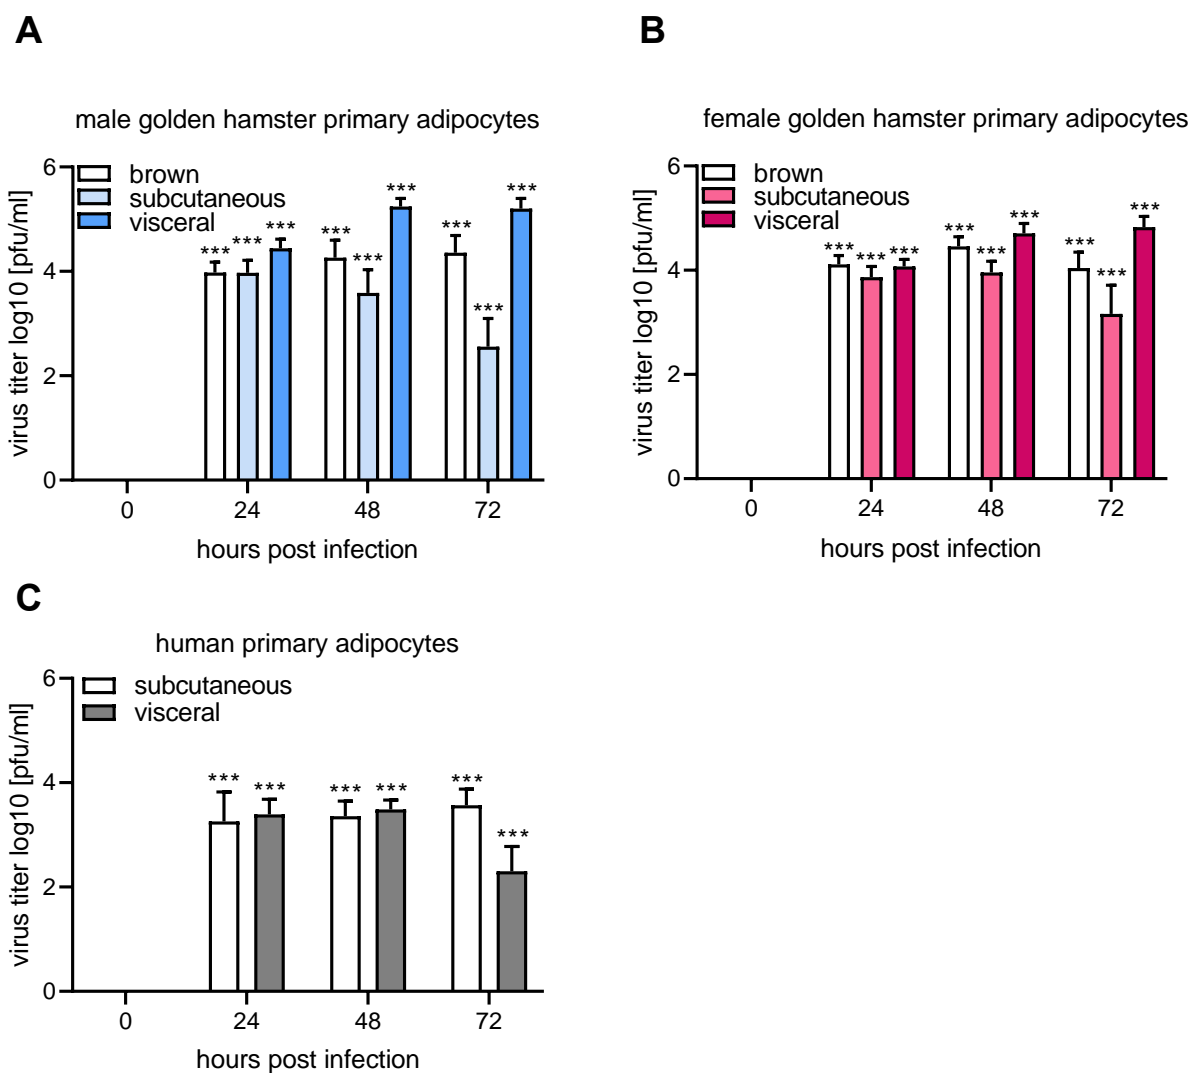 A
male golden hamster primary adipocytes
virus titer log10 [pfu/ml]
6
4
2
0
brown
subcutaneous
visceral
*** *** ***
*** *** ***
*** *** ***
0 24 48 72
hours post infection
B
female golden hamster primary adipocytes
virus titer log10 [pfu/ml]
6
4
2
0
brown
subcutaneous
visceral
*** *** ***
*** *** ***
*** *** ***
0 24 48 72
hours post infection
C
human primary adipocytes
virus titer log10 [pfu/ml]
6
4
2
0
subcutaneous
visceral
*** ***
*** ***
*** ***
0 24 48 72
hours post infection